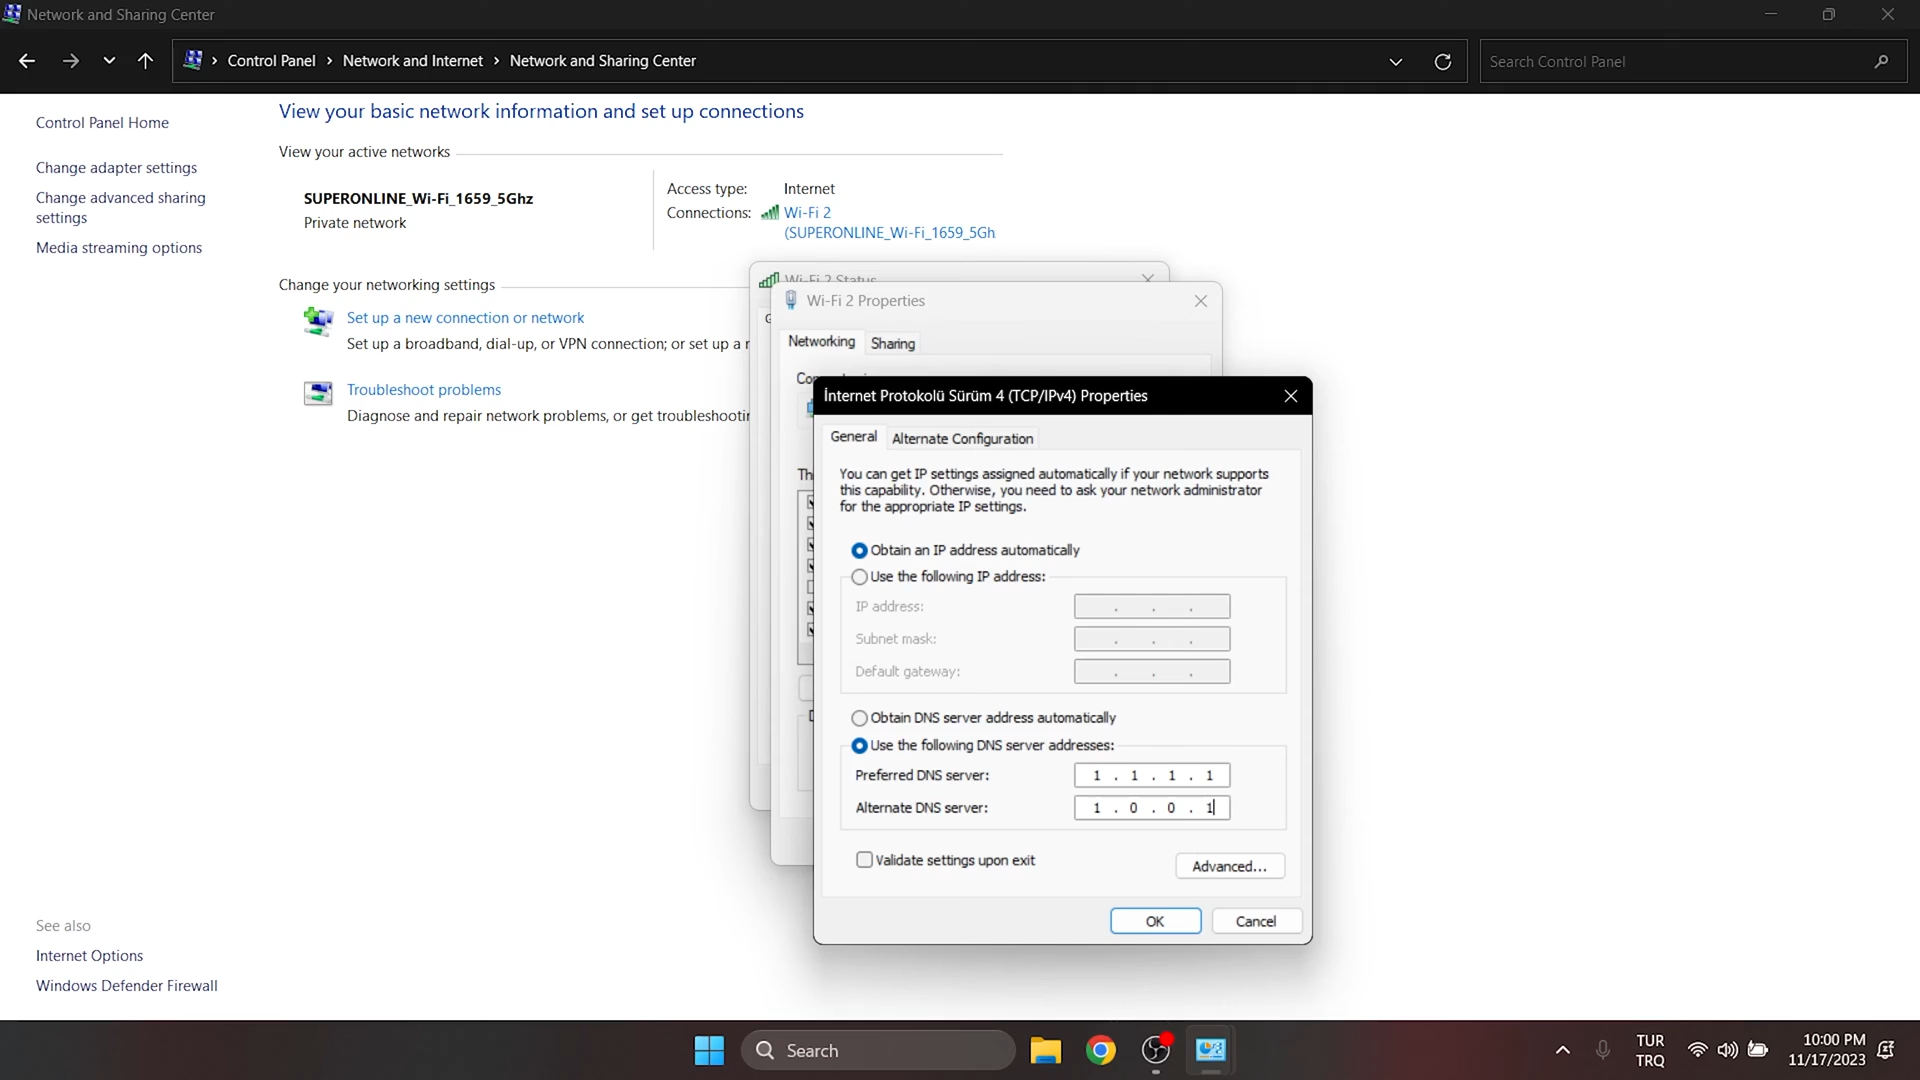 Network and Sharing Center
Control Panel › Network and Internet › Network and Sharing Center
Search Control Panel
Control Panel Home
Change adapter settings
Change advanced sharing
settings
Media streaming options
View your basic network information and set up connections
View your active networks
SUPERONLINE_Wi-Fi_1659_5Ghz
Private network
Access type: Internet
Connections: Wi-Fi 2
(SUPERONLINE_Wi-Fi_1659_5Gh
Change your networking settings
Set up a new connection or network
Set up a broadband, dial-up, or VPN connection; or set up a r
Troubleshoot problems
Diagnose and repair network problems, or get troubleshootin
Wi-Fi 2 Status
Wi-Fi 2 Properties
Networking Sharing
İnternet Protokolü Sürüm 4 (TCP/IPv4) Properties
General Alternate Configuration
You can get IP settings assigned automatically if your network supports
this capability. Otherwise, you need to ask your network administrator
for the appropriate IP settings.
Obtain an IP address automatically
Use the following IP address:
IP address: . . .
Subnet mask: . . .
Default gateway: . . .
Obtain DNS server address automatically
Use the following DNS server addresses:
Preferred DNS server: 1 . 1 . 1 . 1
Alternate DNS server: 1 . 0 . 0 . 1
Validate settings upon exit
Advanced...
OK Cancel
See also
Internet Options
Windows Defender Firewall
Search
TUR
TRQ
10:00 PM
11/17/2023